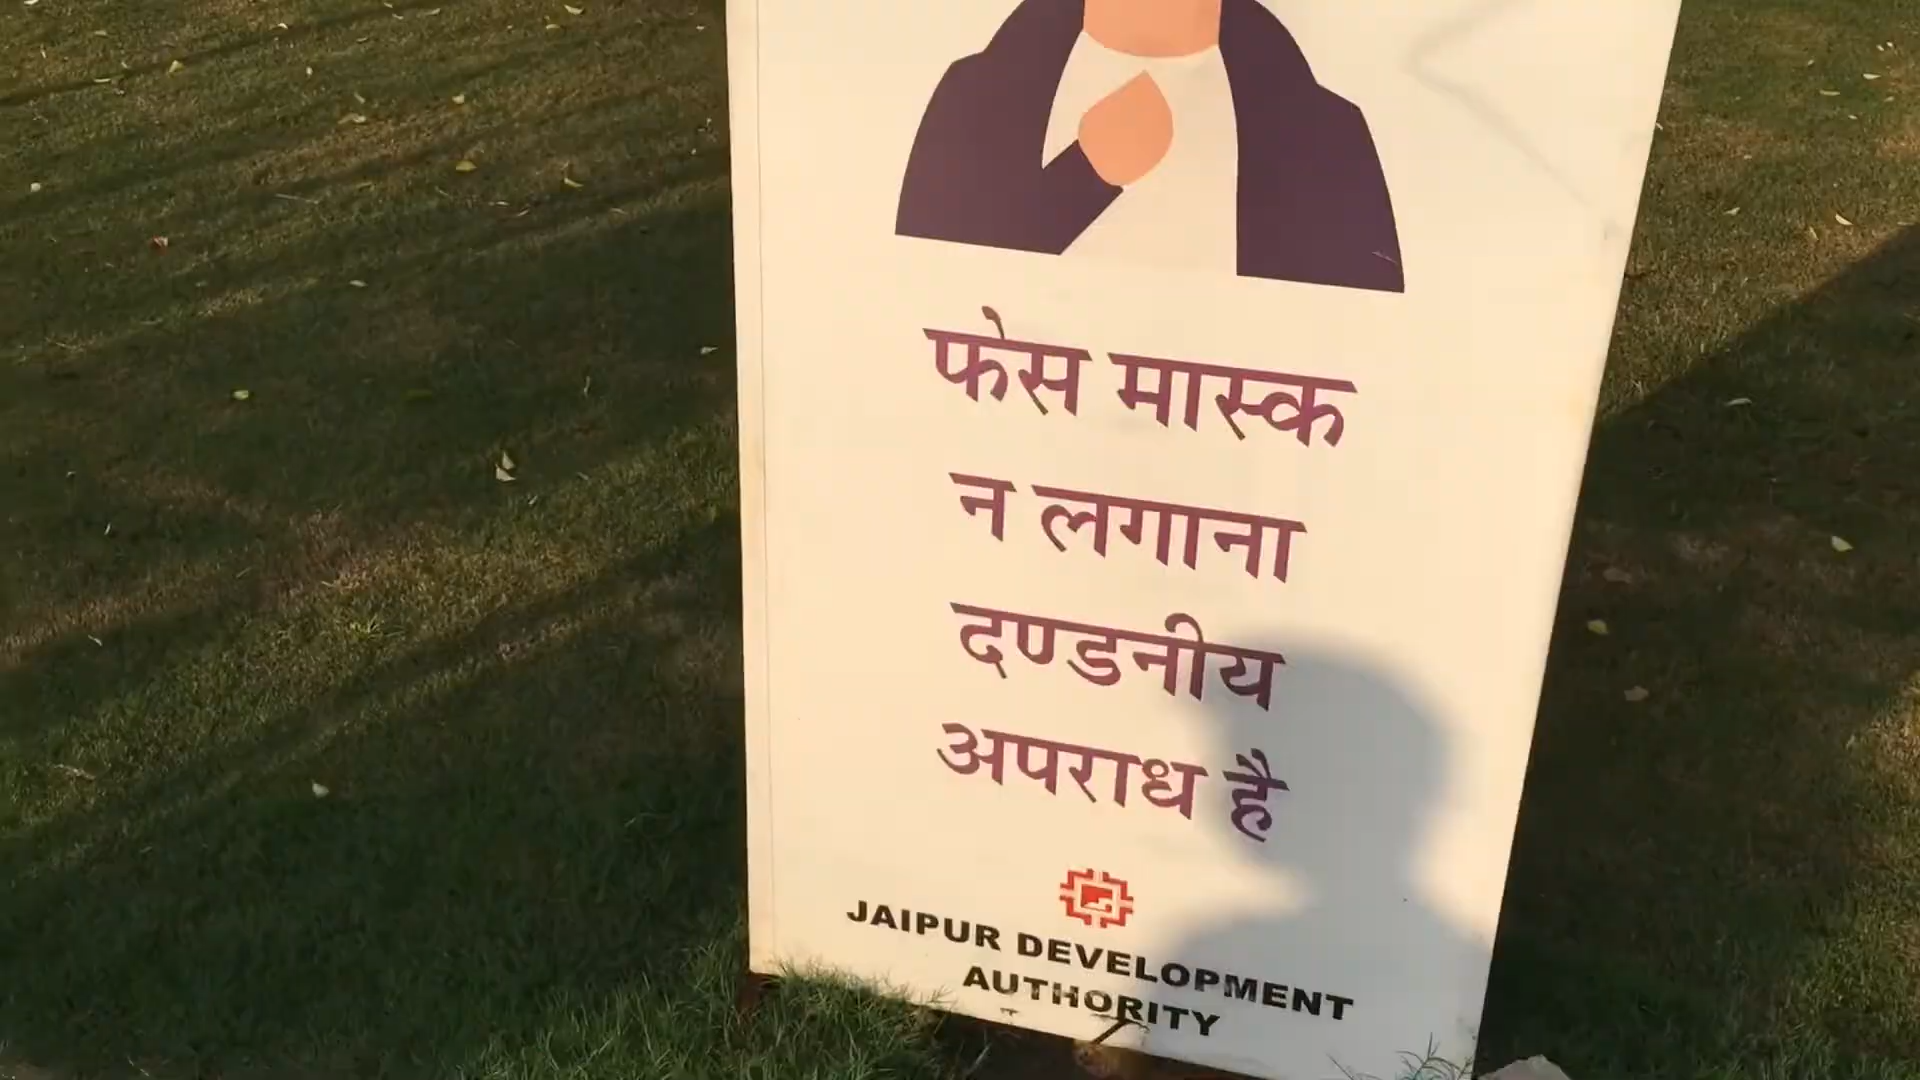 फेस मास्क
न लगाना
दण्डनीय
अपराध है
JAIPUR DEVELOPMENT
AUTHORITY